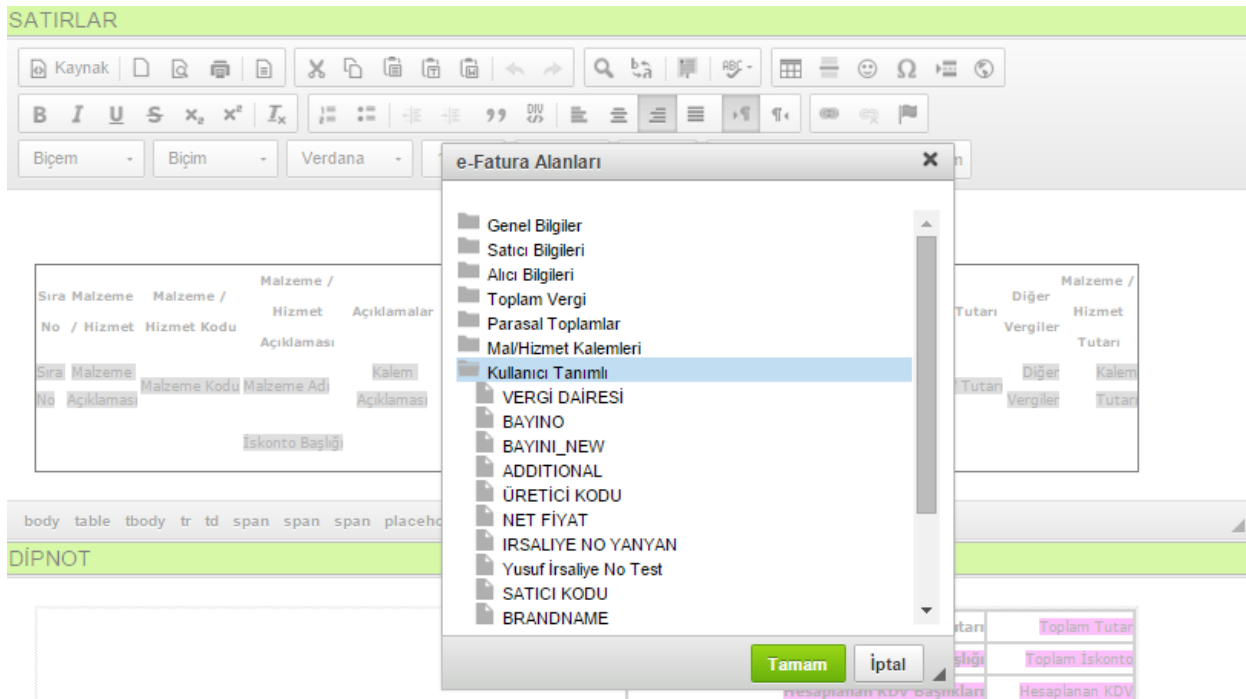 SATIRLAR
Kaynak
ABC
B I U S x₂ x² Iₓ DIV
Biçem Biçim Verdana
e-Fatura Alanları
Genel Bilgiler
Satıcı Bilgileri
Alıcı Bilgileri
Toplam Vergi
Parasal Toplamlar
Mal/Hizmet Kalemleri
Kullanıcı Tanımlı
VERGİ DAİRESİ
BAYINO
BAYINI_NEW
ADDITIONAL
ÜRETİCİ KODU
NET FİYAT
IRSALIYE NO YANYAN
Yusuf İrsaliye No Test
SATICI KODU
BRANDNAME
Tamam İptal
Malzeme / Malzeme /
Sıra Malzeme Malzeme / Hizmet Açıklamalar Tutarı Diğer Hizmet
No / Hizmet Hizmet Kodu Açıklaması Vergiler Tutarı
Sıra Malzeme Malzeme Kodu Malzeme Adı Kalem Tutarı Diğer Kalem
No Açıklaması Açıklaması Vergiler Tutarı
İskonto Başlığı
body table tbody tr td span span span
DİPNOT
Toplam Tutar
Toplam İskonto
Hesaplanan KDV Başlıkları Hesaplanan KDV